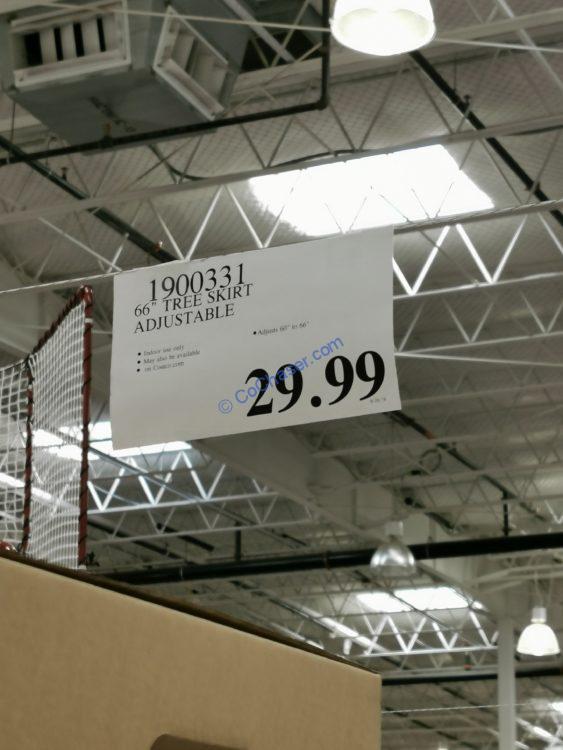 1900331
66" TREE SKIRT
ADJUSTABLE
• Indoor use only
• May also be available
• on Costco.com
• Adjusts 60" to 66"
© CoChaser.com
29.99